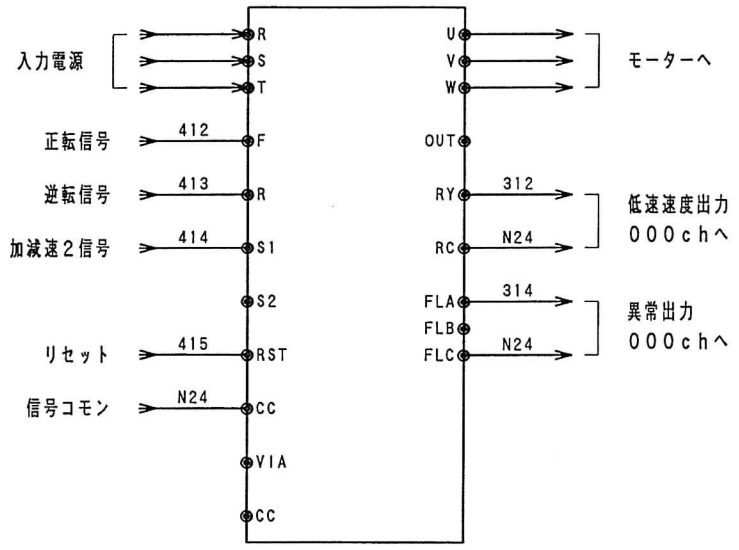 R U
入力電源 S V モーターへ
T W
正転信号 412 F OUT
逆転信号 413 R RY 312
低速速度出力
000chへ
加減速2信号 414 S1 RC N24
S2 FLA 314
異常出力
000chへ
FLB
リセット 415 RST FLC N24
信号コモン N24 CC
VIA
CC